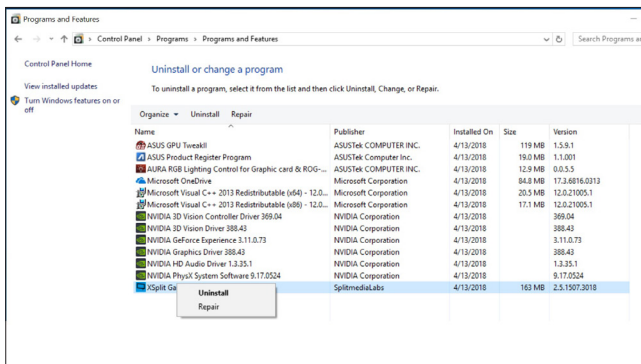 Programs and Features
Control Panel > Programs > Programs and Features
Search Programs a
Control Panel Home
View installed updates
Turn Windows features on or off
Uninstall or change a program
To uninstall a program, select it from the list and then click Uninstall, Change, or Repair.
Organize Uninstall Repair
Name Publisher Installed On Size Version
ASUS GPU TweakII ASUSTek COMPUTER INC. 4/13/2018 119 MB 1.5.9.1
ASUS Product Register Program ASUSTek Computer Inc. 4/13/2018 19.0 MB 1.1.001
AURA RGB Lighting Control for Graphic card & ROG-... ASUSTek COMPUTER INC. 4/13/2018 12.9 MB 0.0.5.5
Microsoft OneDrive Microsoft Corporation 4/13/2018 84.8 MB 17.3.6816.0313
Microsoft Visual C++ 2013 Redistributable (x64) - 12.0... Microsoft Corporation 4/13/2018 20.5 MB 12.0.21005.1
Microsoft Visual C++ 2013 Redistributable (x86) - 12.0... Microsoft Corporation 4/13/2018 17.1 MB 12.0.21005.1
NVIDIA 3D Vision Controller Driver 369.04 NVIDIA Corporation 4/13/2018 369.04
NVIDIA 3D Vision Driver 388.43 NVIDIA Corporation 4/13/2018 388.43
NVIDIA GeForce Experience 3.11.0.73 NVIDIA Corporation 4/13/2018 3.11.0.73
NVIDIA Graphics Driver 388.43 NVIDIA Corporation 4/13/2018 388.43
NVIDIA HD Audio Driver 1.3.35.1 NVIDIA Corporation 4/13/2018 1.3.35.1
NVIDIA PhysX System Software 9.17.0524 NVIDIA Corporation 4/13/2018 9.17.0524
XSplit Ga SplitmediaLabs 4/13/2018 163 MB 2.5.1507.3018
Uninstall
Repair